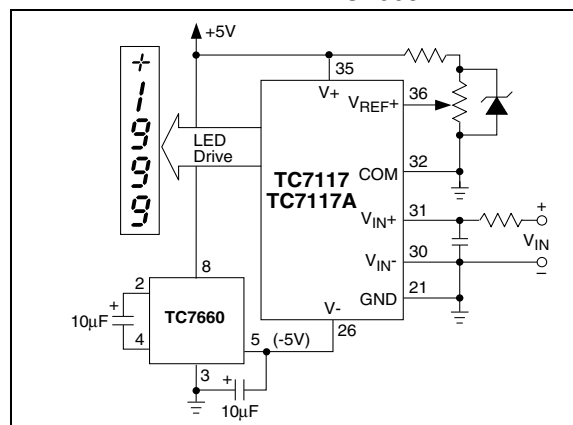 +5V
35
V+
36
VREF+
LED
Drive
TC7117
TC7117A
32
COM
31
VIN+
+
VIN
30
VIN-
–
21
GND
V-
26
+1999
8
2
+
10µF
TC7660
4
5
(-5V)
3
+
10µF